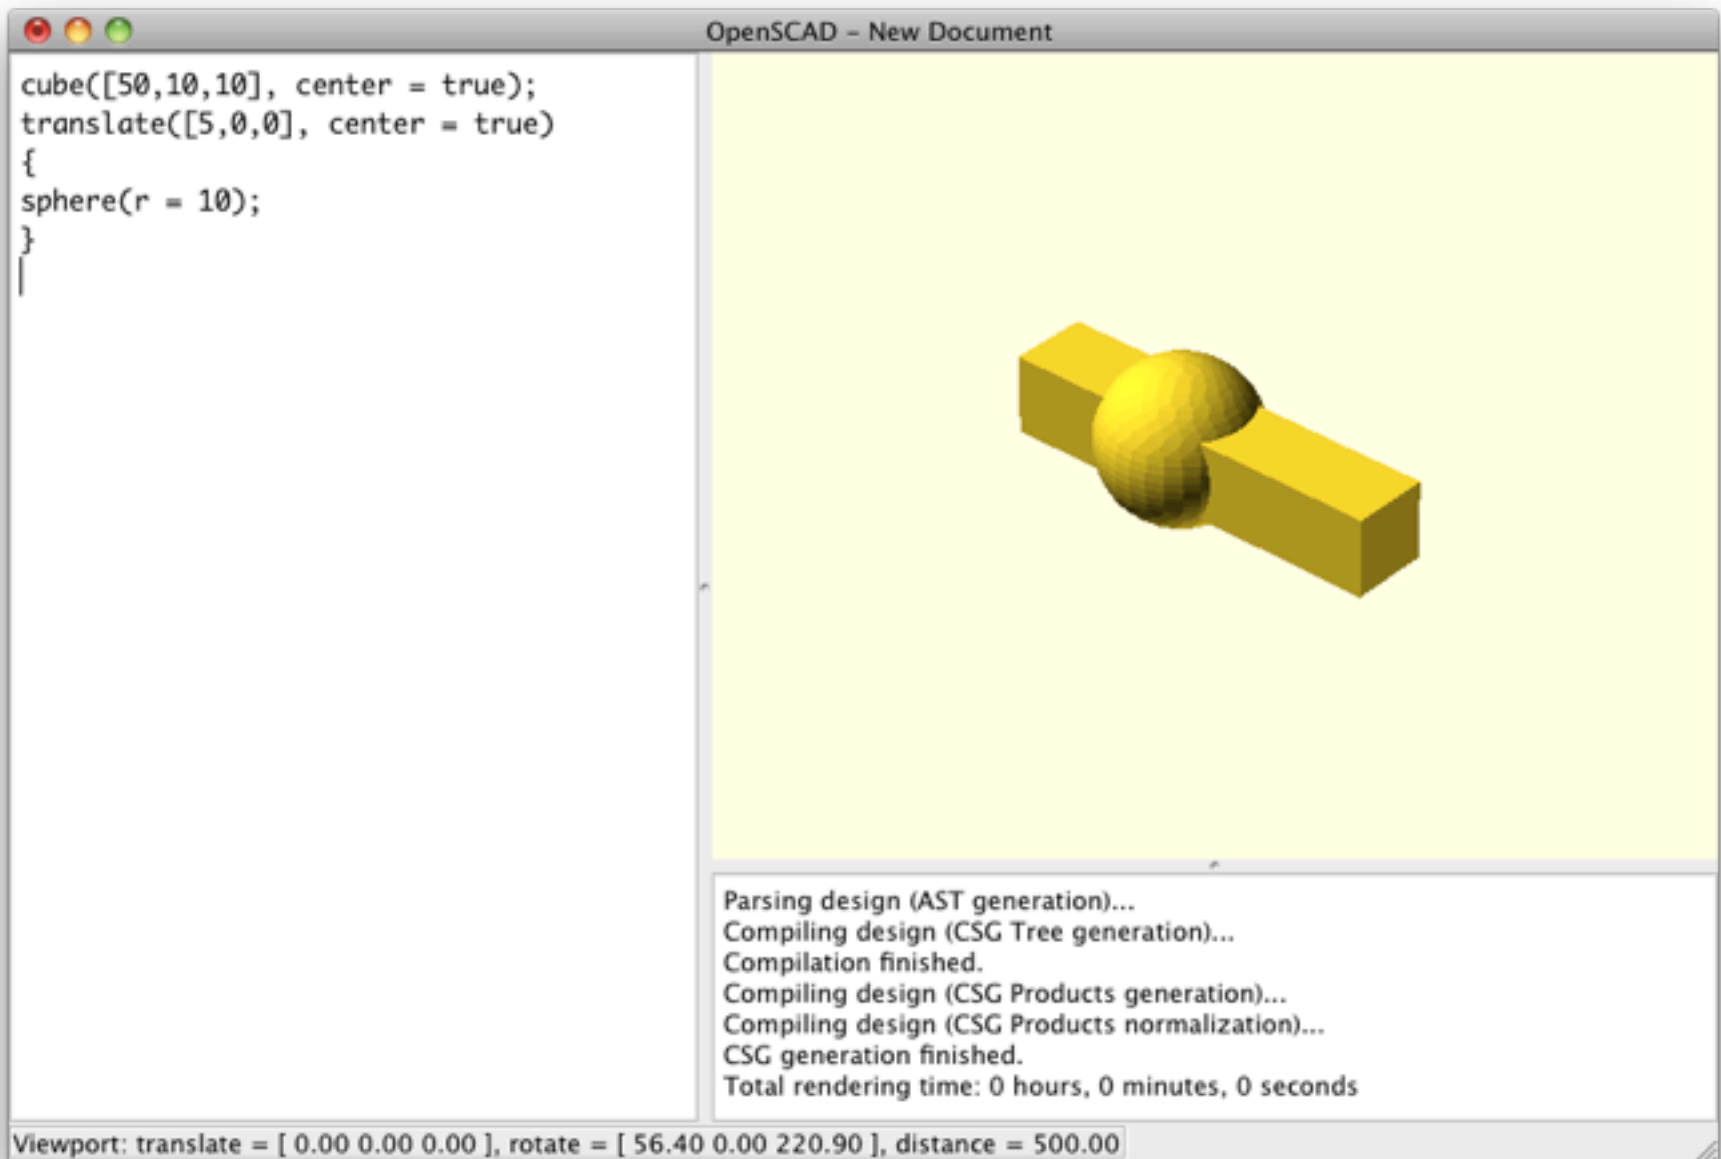 OpenSCAD – New Document
cube([50,10,10], center = true);
translate([5,0,0], center = true)
{
sphere(r = 10);
}
Parsing design (AST generation)...
Compiling design (CSG Tree generation)...
Compilation finished.
Compiling design (CSG Products generation)...
Compiling design (CSG Products normalization)...
CSG generation finished.
Total rendering time: 0 hours, 0 minutes, 0 seconds
Viewport: translate = [ 0.00 0.00 0.00 ], rotate = [ 56.40 0.00 220.90 ], distance = 500.00